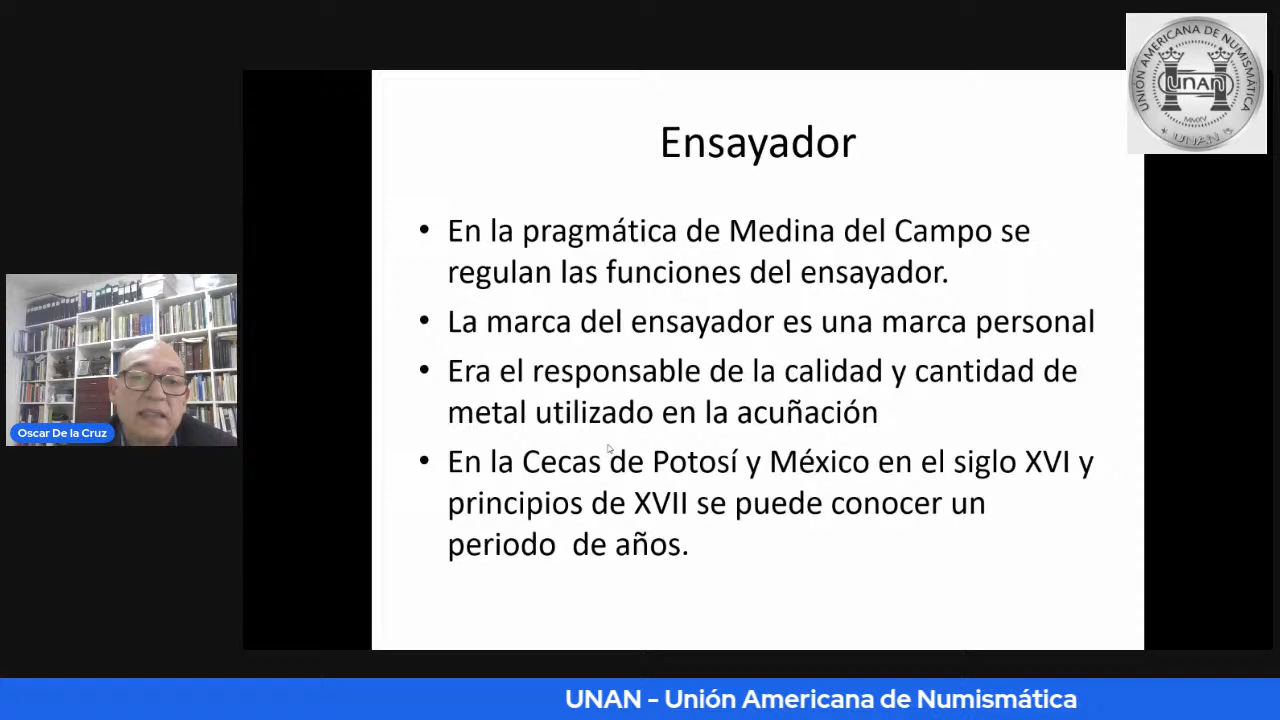 UNIÓN AMERICANA DE NUMISMÁTICA
UNAN
MMXV
UNAN
Ensayador
• En la pragmática de Medina del Campo se
regulan las funciones del ensayador.
• La marca del ensayador es una marca personal
• Era el responsable de la calidad y cantidad de
metal utilizado en la acuñación
• En la Cecas de Potosí y México en el siglo XVI y
principios de XVII se puede conocer un
periodo  de años.
Oscar De la Cruz
UNAN - Unión Americana de Numismática